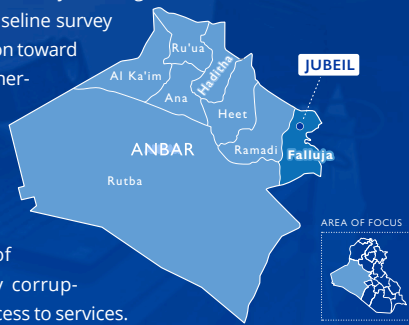 seline survey
on toward
ner-
of
corrup-
cess to services.
Ru'ua
Al Ka'im
Haditha
Ana
Heet
ANBAR
Ramadi
Rutba
JUBEIL
Falluja
AREA OF FOCUS